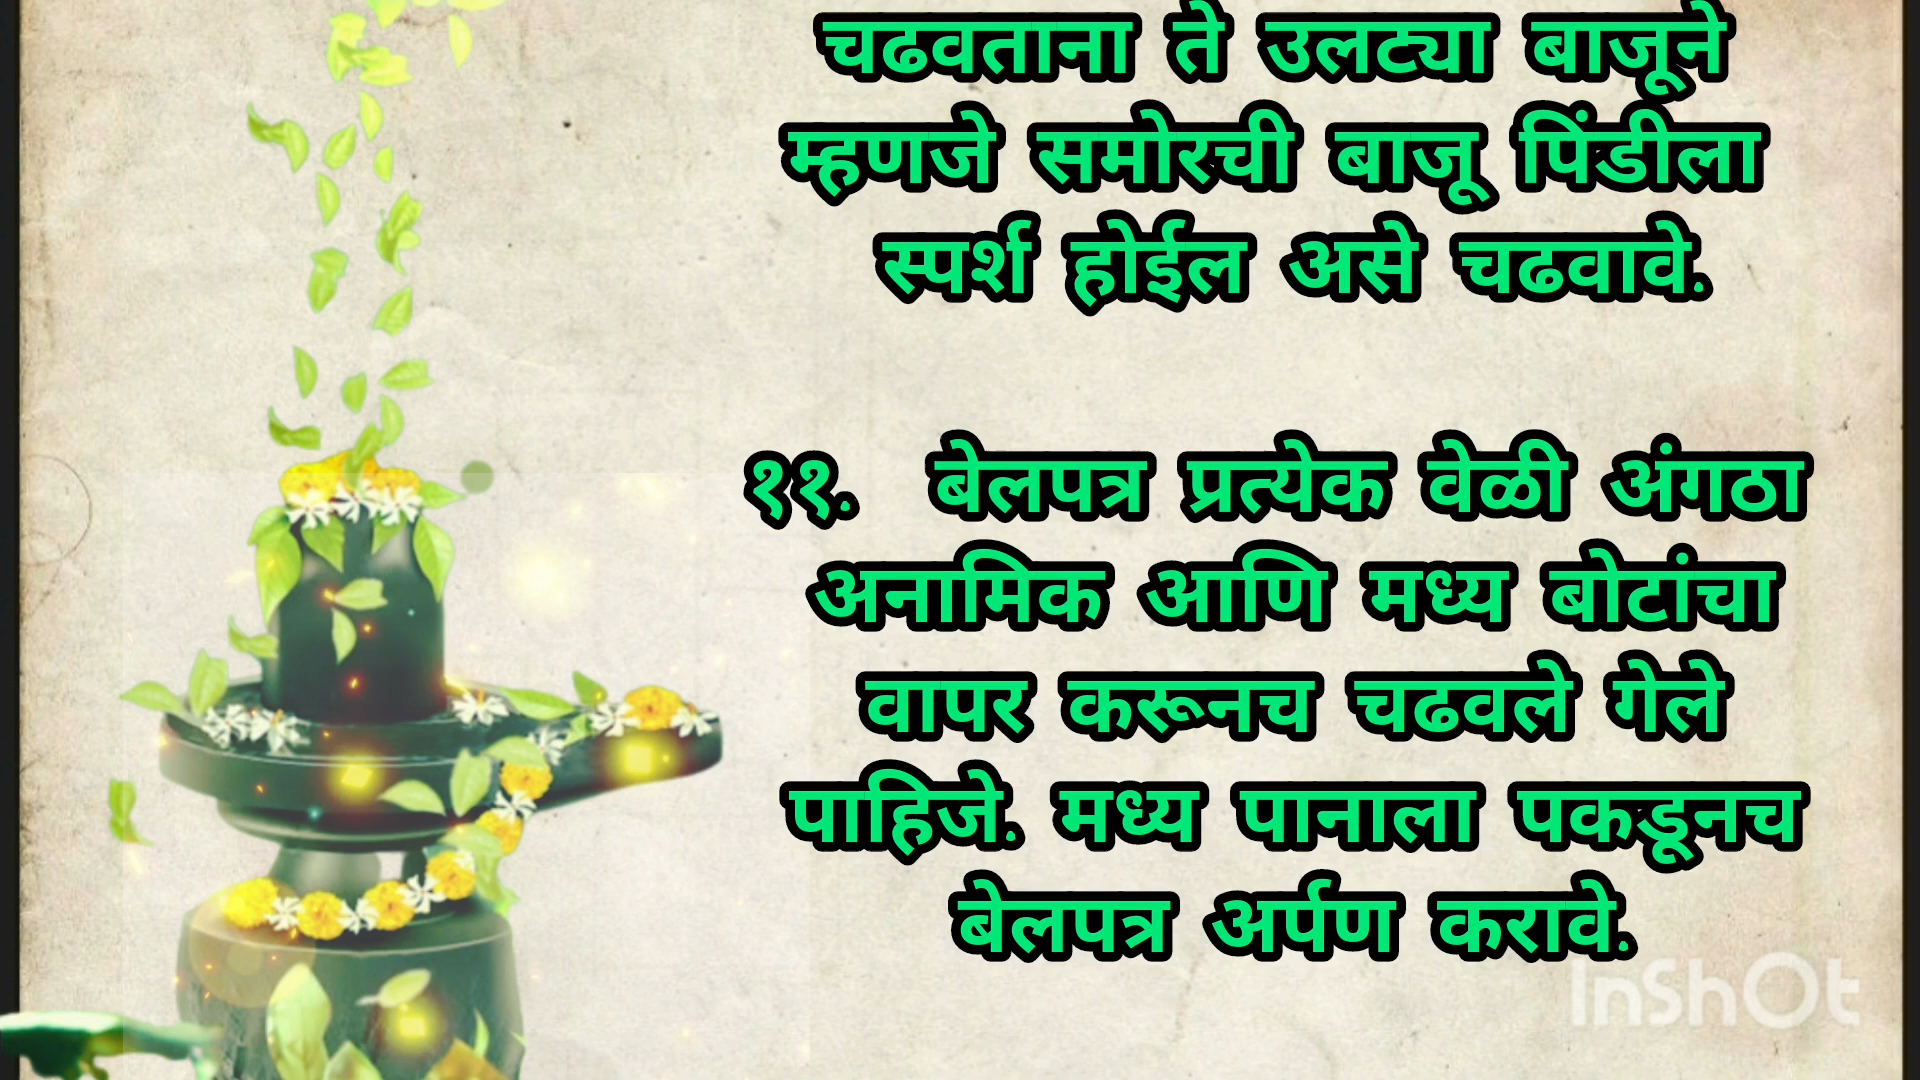 चढवताना ते उलट्या बाजूने
म्हणजे समोरची बाजू पिंडीला
स्पर्श होईल असे चढवावे.
११. बेलपत्र प्रत्येक वेळी अंगठा
अनामिक आणि मध्य बोटांचा
वापर करूनच चढवले गेले
पाहिजे. मध्य पानाला पकडूनच
बेलपत्र अर्पण करावे.
InShOt